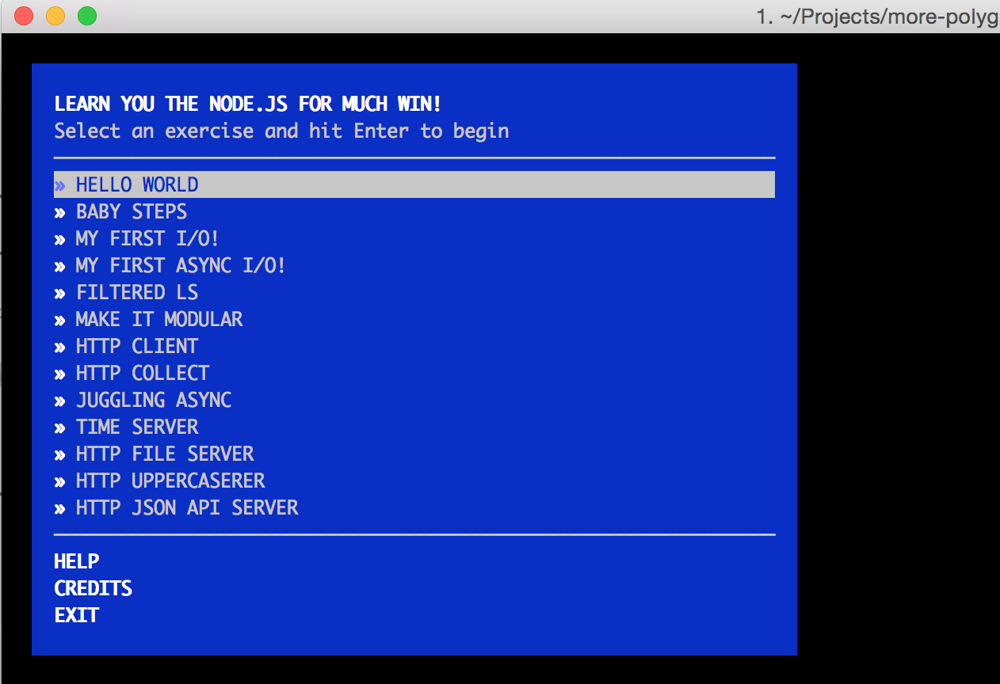 1. ~/Projects/more-polyg
LEARN YOU THE NODE.JS FOR MUCH WIN!
Select an exercise and hit Enter to begin
» HELLO WORLD
» BABY STEPS
» MY FIRST I/O!
» MY FIRST ASYNC I/O!
» FILTERED LS
» MAKE IT MODULAR
» HTTP CLIENT
» HTTP COLLECT
» JUGGLING ASYNC
» TIME SERVER
» HTTP FILE SERVER
» HTTP UPPERCASERER
» HTTP JSON API SERVER
HELP
CREDITS
EXIT